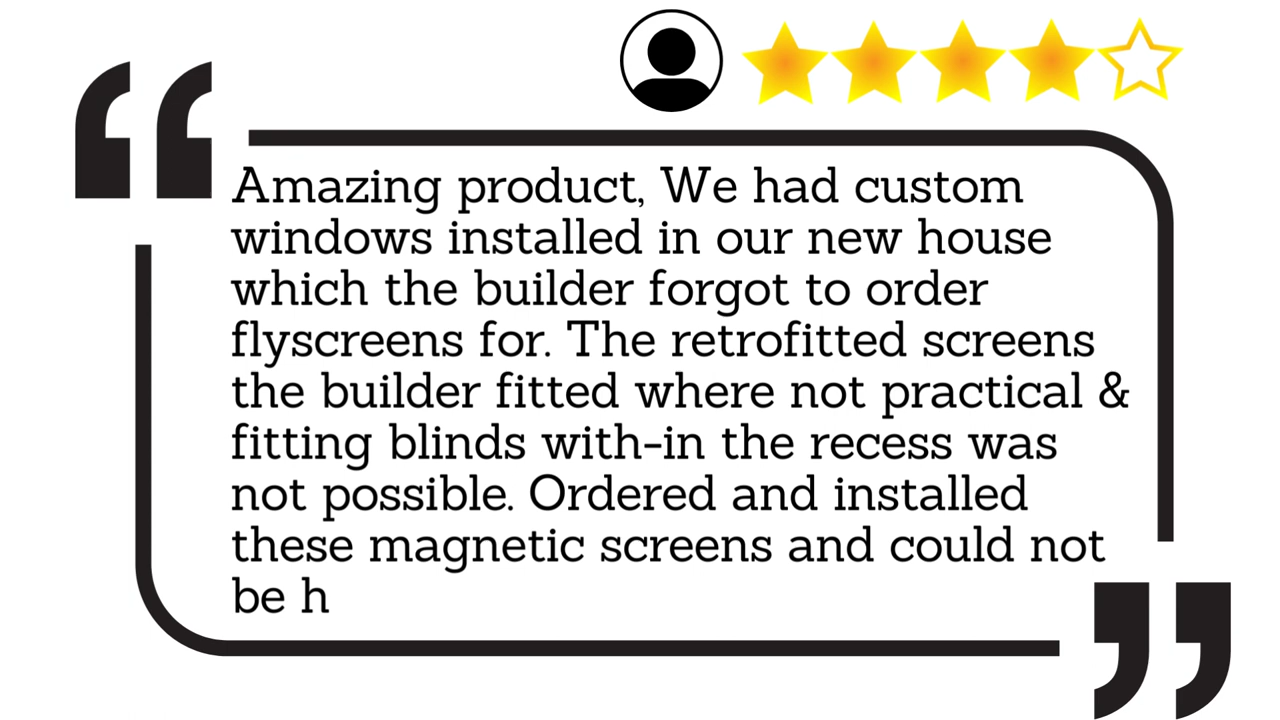 Amazing product, We had custom
windows installed in our new house
which the builder forgot to order
flyscreens for. The retrofitted screens
the builder fitted where not practical &
fitting blinds with-in the recess was
not possible. Ordered and installed
these magnetic screens and could not
be h